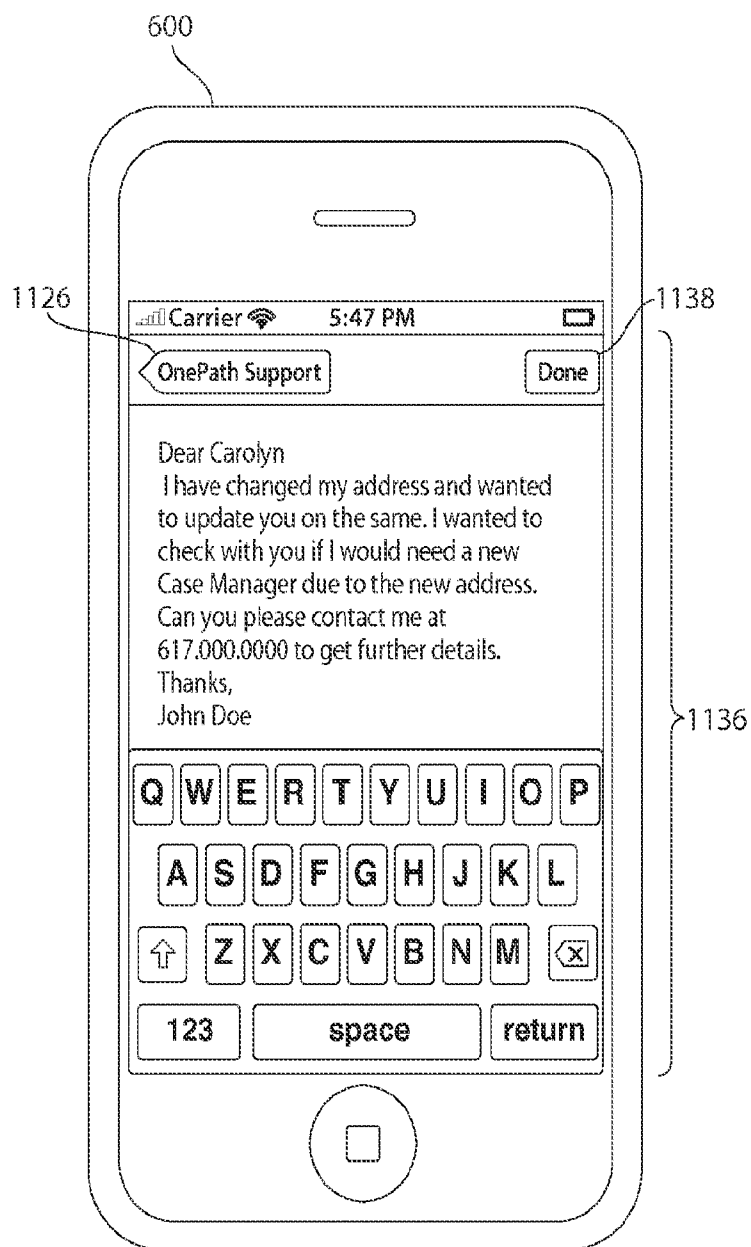 600
1126
1138
Carrier 5:47 PM
OnePath Support Done
Dear Carolyn
I have changed my address and wanted
to update you on the same. I wanted to
check with you if I would need a new
Case Manager due to the new address.
Can you please contact me at
617.000.0000 to get further details.
Thanks,
John Doe
1136
Q W E R T Y U I O P
A S D F G H J K L
Z X C V B N M
123 space return